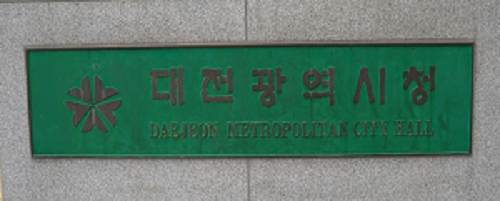 대전광역시청
DAEJEON METROPOLITAN CITY HALL